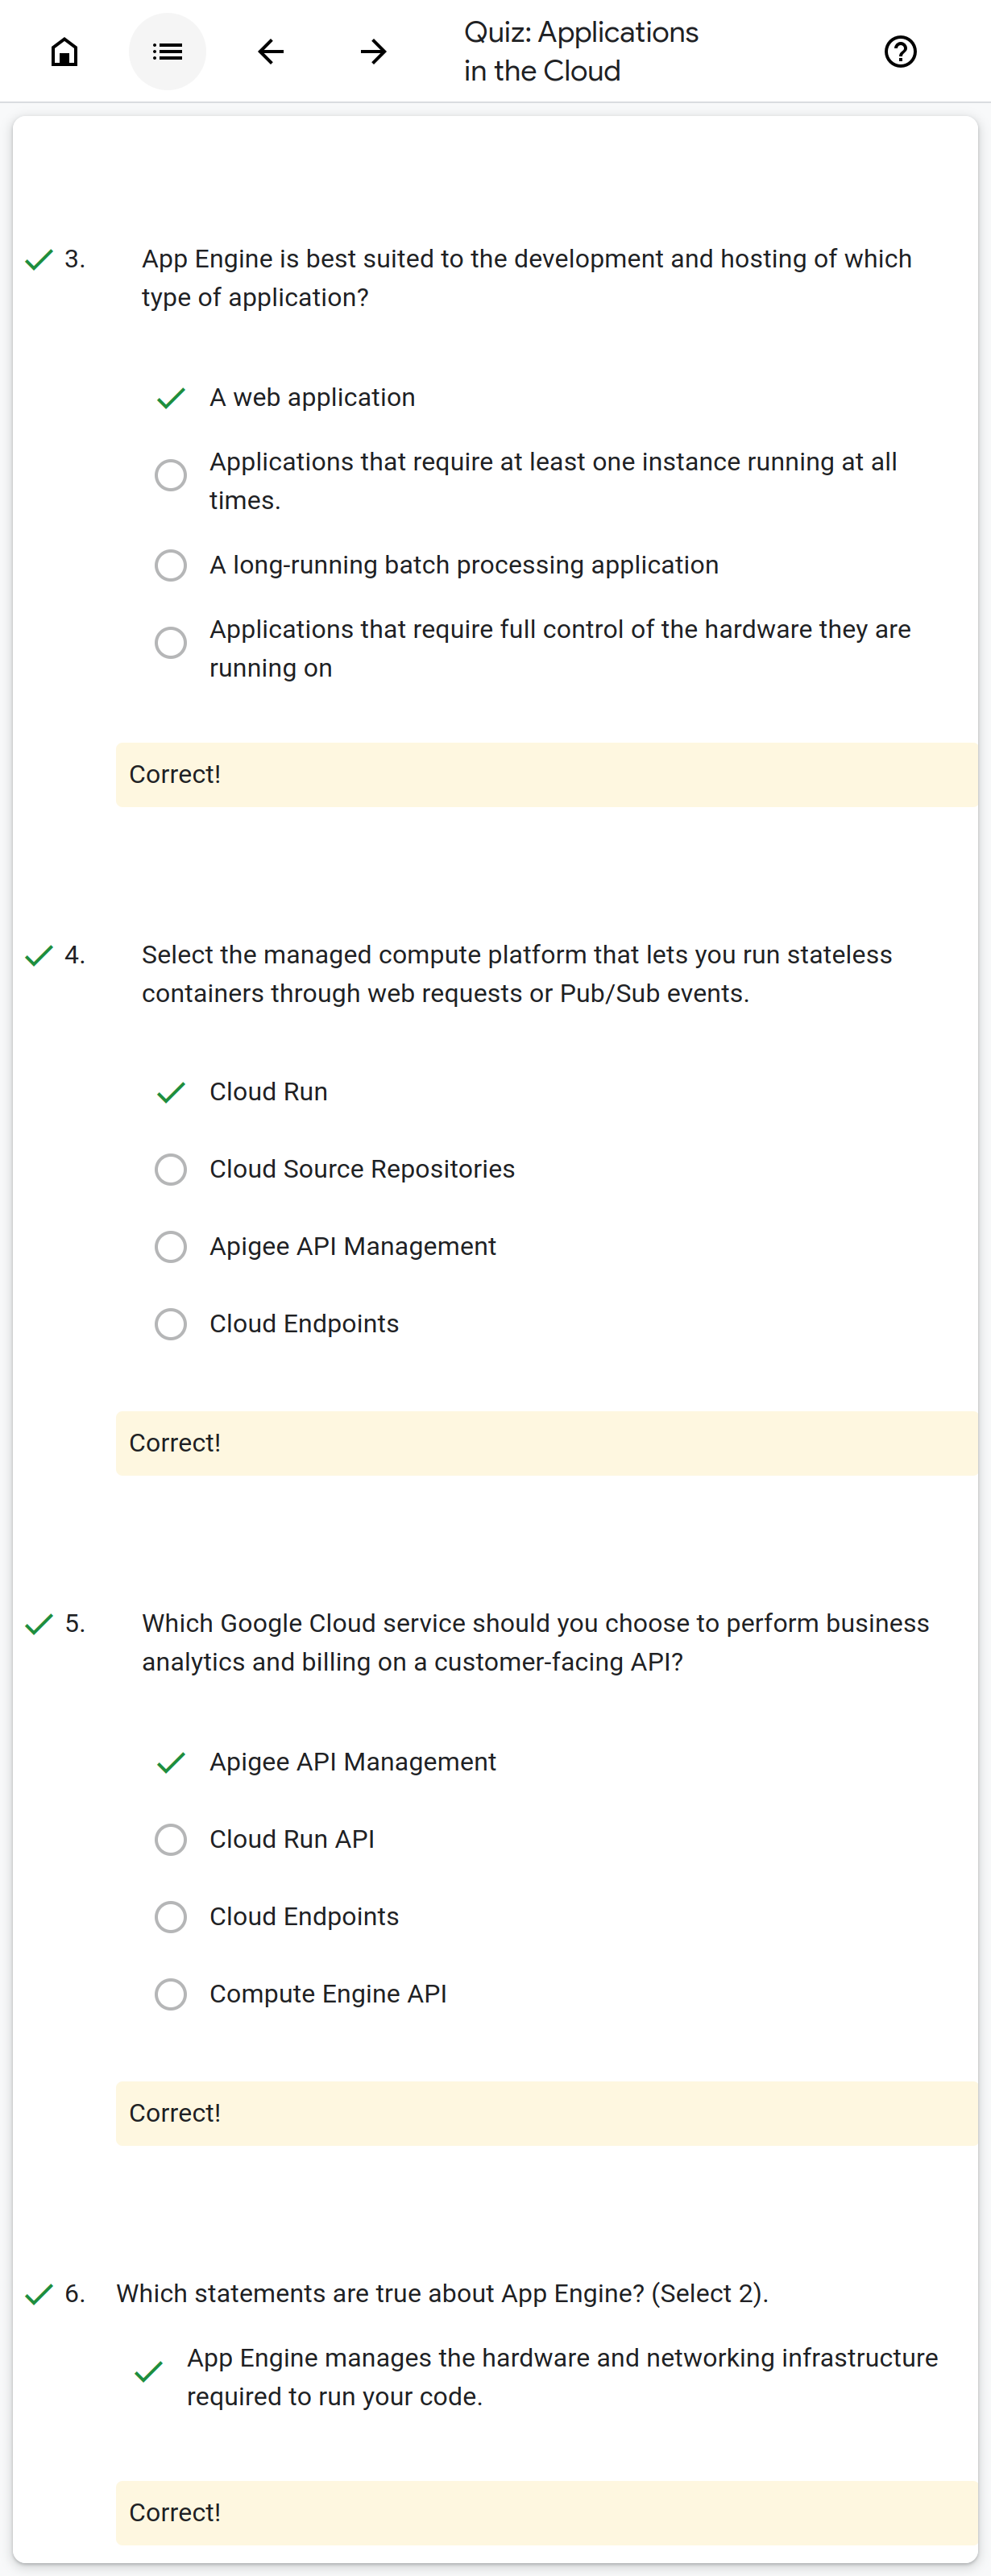 Quiz: Applications
in the Cloud
3. App Engine is best suited to the development and hosting of which
type of application?
A web application
Applications that require at least one instance running at all
times.
A long-running batch processing application
Applications that require full control of the hardware they are
running on
Correct!
4. Select the managed compute platform that lets you run stateless
containers through web requests or Pub/Sub events.
Cloud Run
Cloud Source Repositories
Apigee API Management
Cloud Endpoints
Correct!
5. Which Google Cloud service should you choose to perform business
analytics and billing on a customer-facing API?
Apigee API Management
Cloud Run API
Cloud Endpoints
Compute Engine API
Correct!
6. Which statements are true about App Engine? (Select 2).
App Engine manages the hardware and networking infrastructure
required to run your code.
Correct!